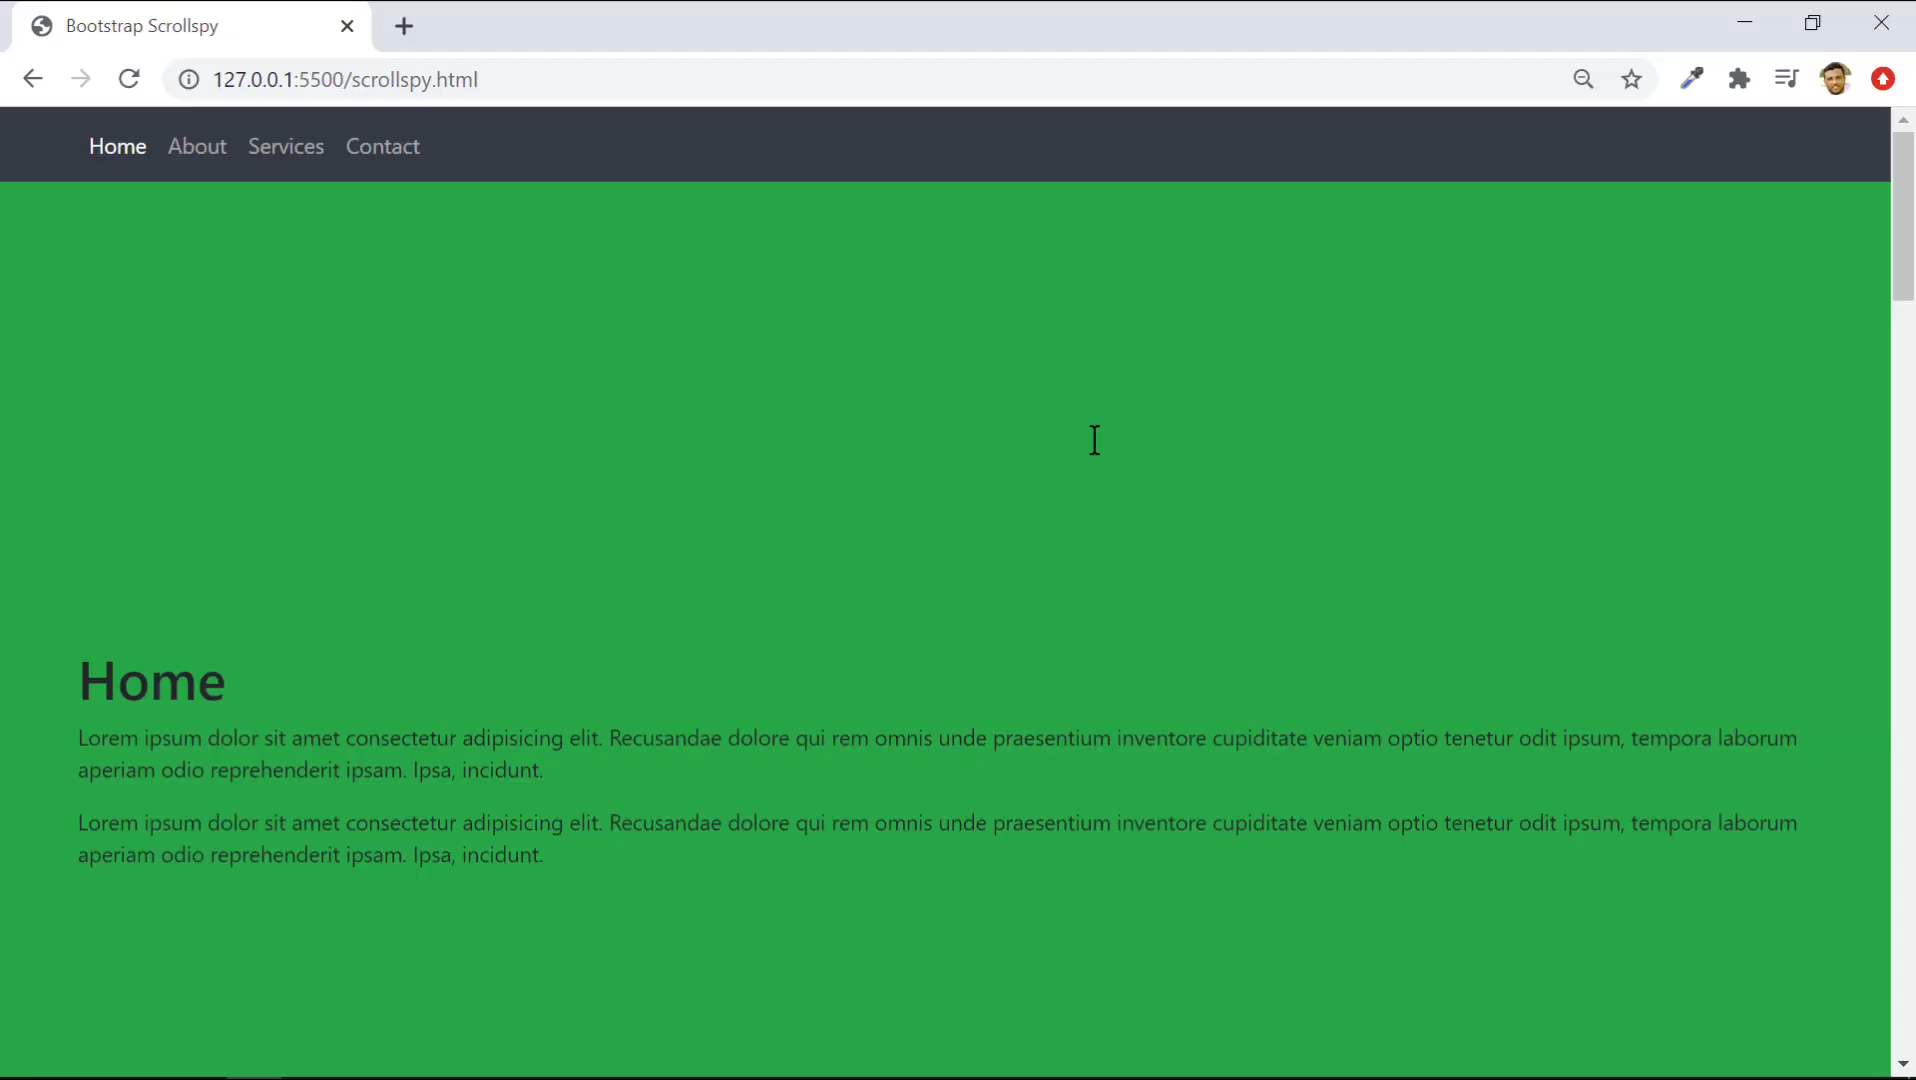 Bootstrap Scrollspy
127.0.0.1:5500/scrollspy.html
Home About Services Contact
Home
Lorem ipsum dolor sit amet consectetur adipisicing elit. Recusandae dolore qui rem omnis unde praesentium inventore cupiditate veniam optio tenetur odit ipsum, tempora laborum
aperiam odio reprehenderit ipsam. Ipsa, incidunt.
Lorem ipsum dolor sit amet consectetur adipisicing elit. Recusandae dolore qui rem omnis unde praesentium inventore cupiditate veniam optio tenetur odit ipsum, tempora laborum
aperiam odio reprehenderit ipsam. Ipsa, incidunt.